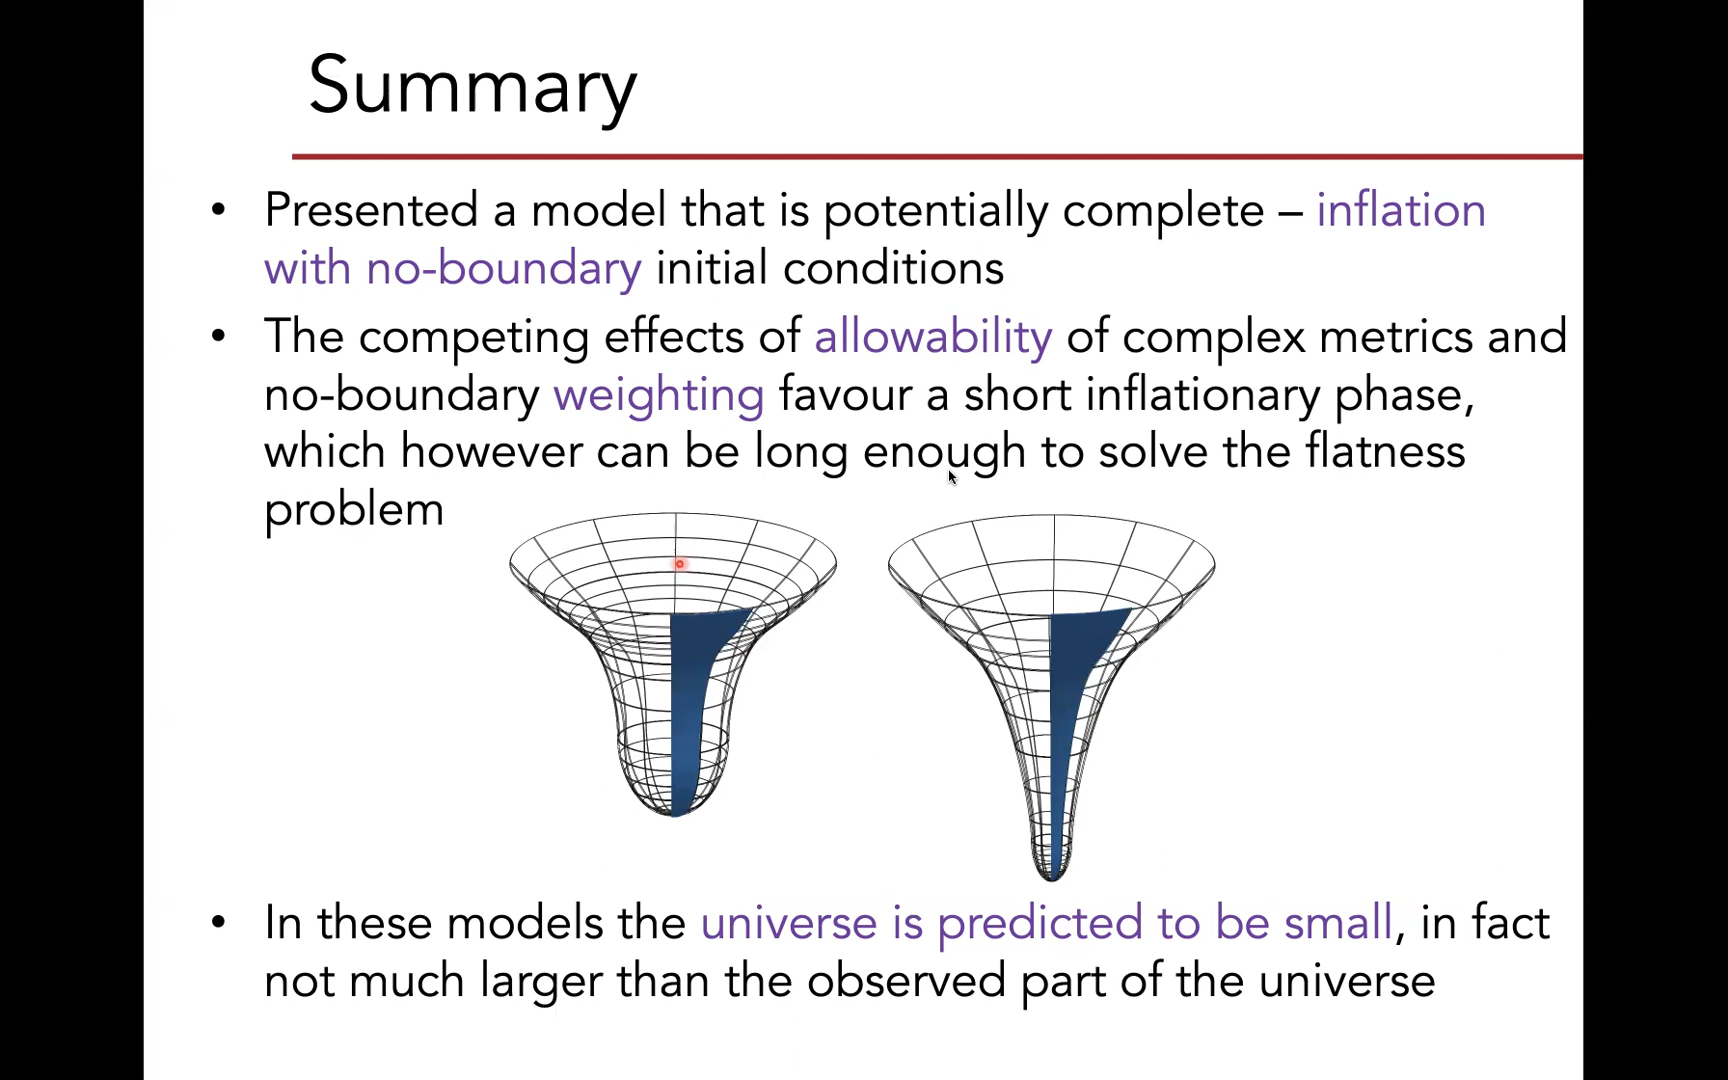 Summary
• Presented a model that is potentially complete – inflation
with no-boundary initial conditions
• The competing effects of allowability of complex metrics and
no-boundary weighting favour a short inflationary phase,
which however can be long enough to solve the flatness
problem
• In these models the universe is predicted to be small, in fact
not much larger than the observed part of the universe